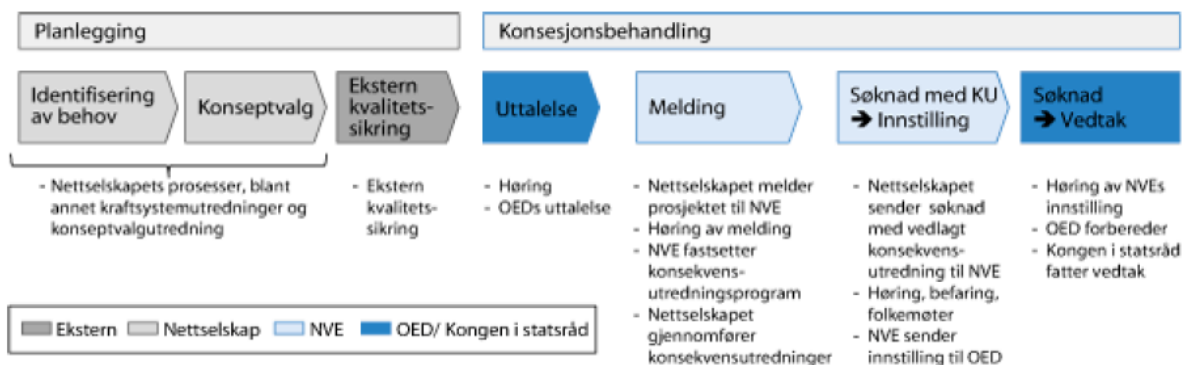 Planlegging
Konsesjonsbehandling
Identifisering
av behov
Konseptvalg
Ekstern
kvalitets-
sikring
Uttalelse
Melding
Søknad med KU
➔ Innstilling
Søknad
➔ Vedtak
- Nettselskapets prosesser, blant
annet kraftsystemutredninger og
konseptvalgutredning
- Ekstern
kvalitets-
sikring
- Høring
- OEDs uttalelse
- Nettselskapet melder
prosjektet til NVE
- Høring av melding
- NVE fastsetter
konsekvens-
utredningsprogram
- Nettselskapet
gjennomfører
konsekvensutredninger
- Nettselskapet
sender søknad
med vedlagt
konsekvens-
utredning til NVE
- Høring, befaring,
folkemøter
- NVE sender
innstilling til OED
- Høring av NVEs
innstilling
- OED forbereder
- Kongen i statsråd
fatter vedtak
Ekstern
Nettselskap
NVE
OED/ Kongen i statsråd